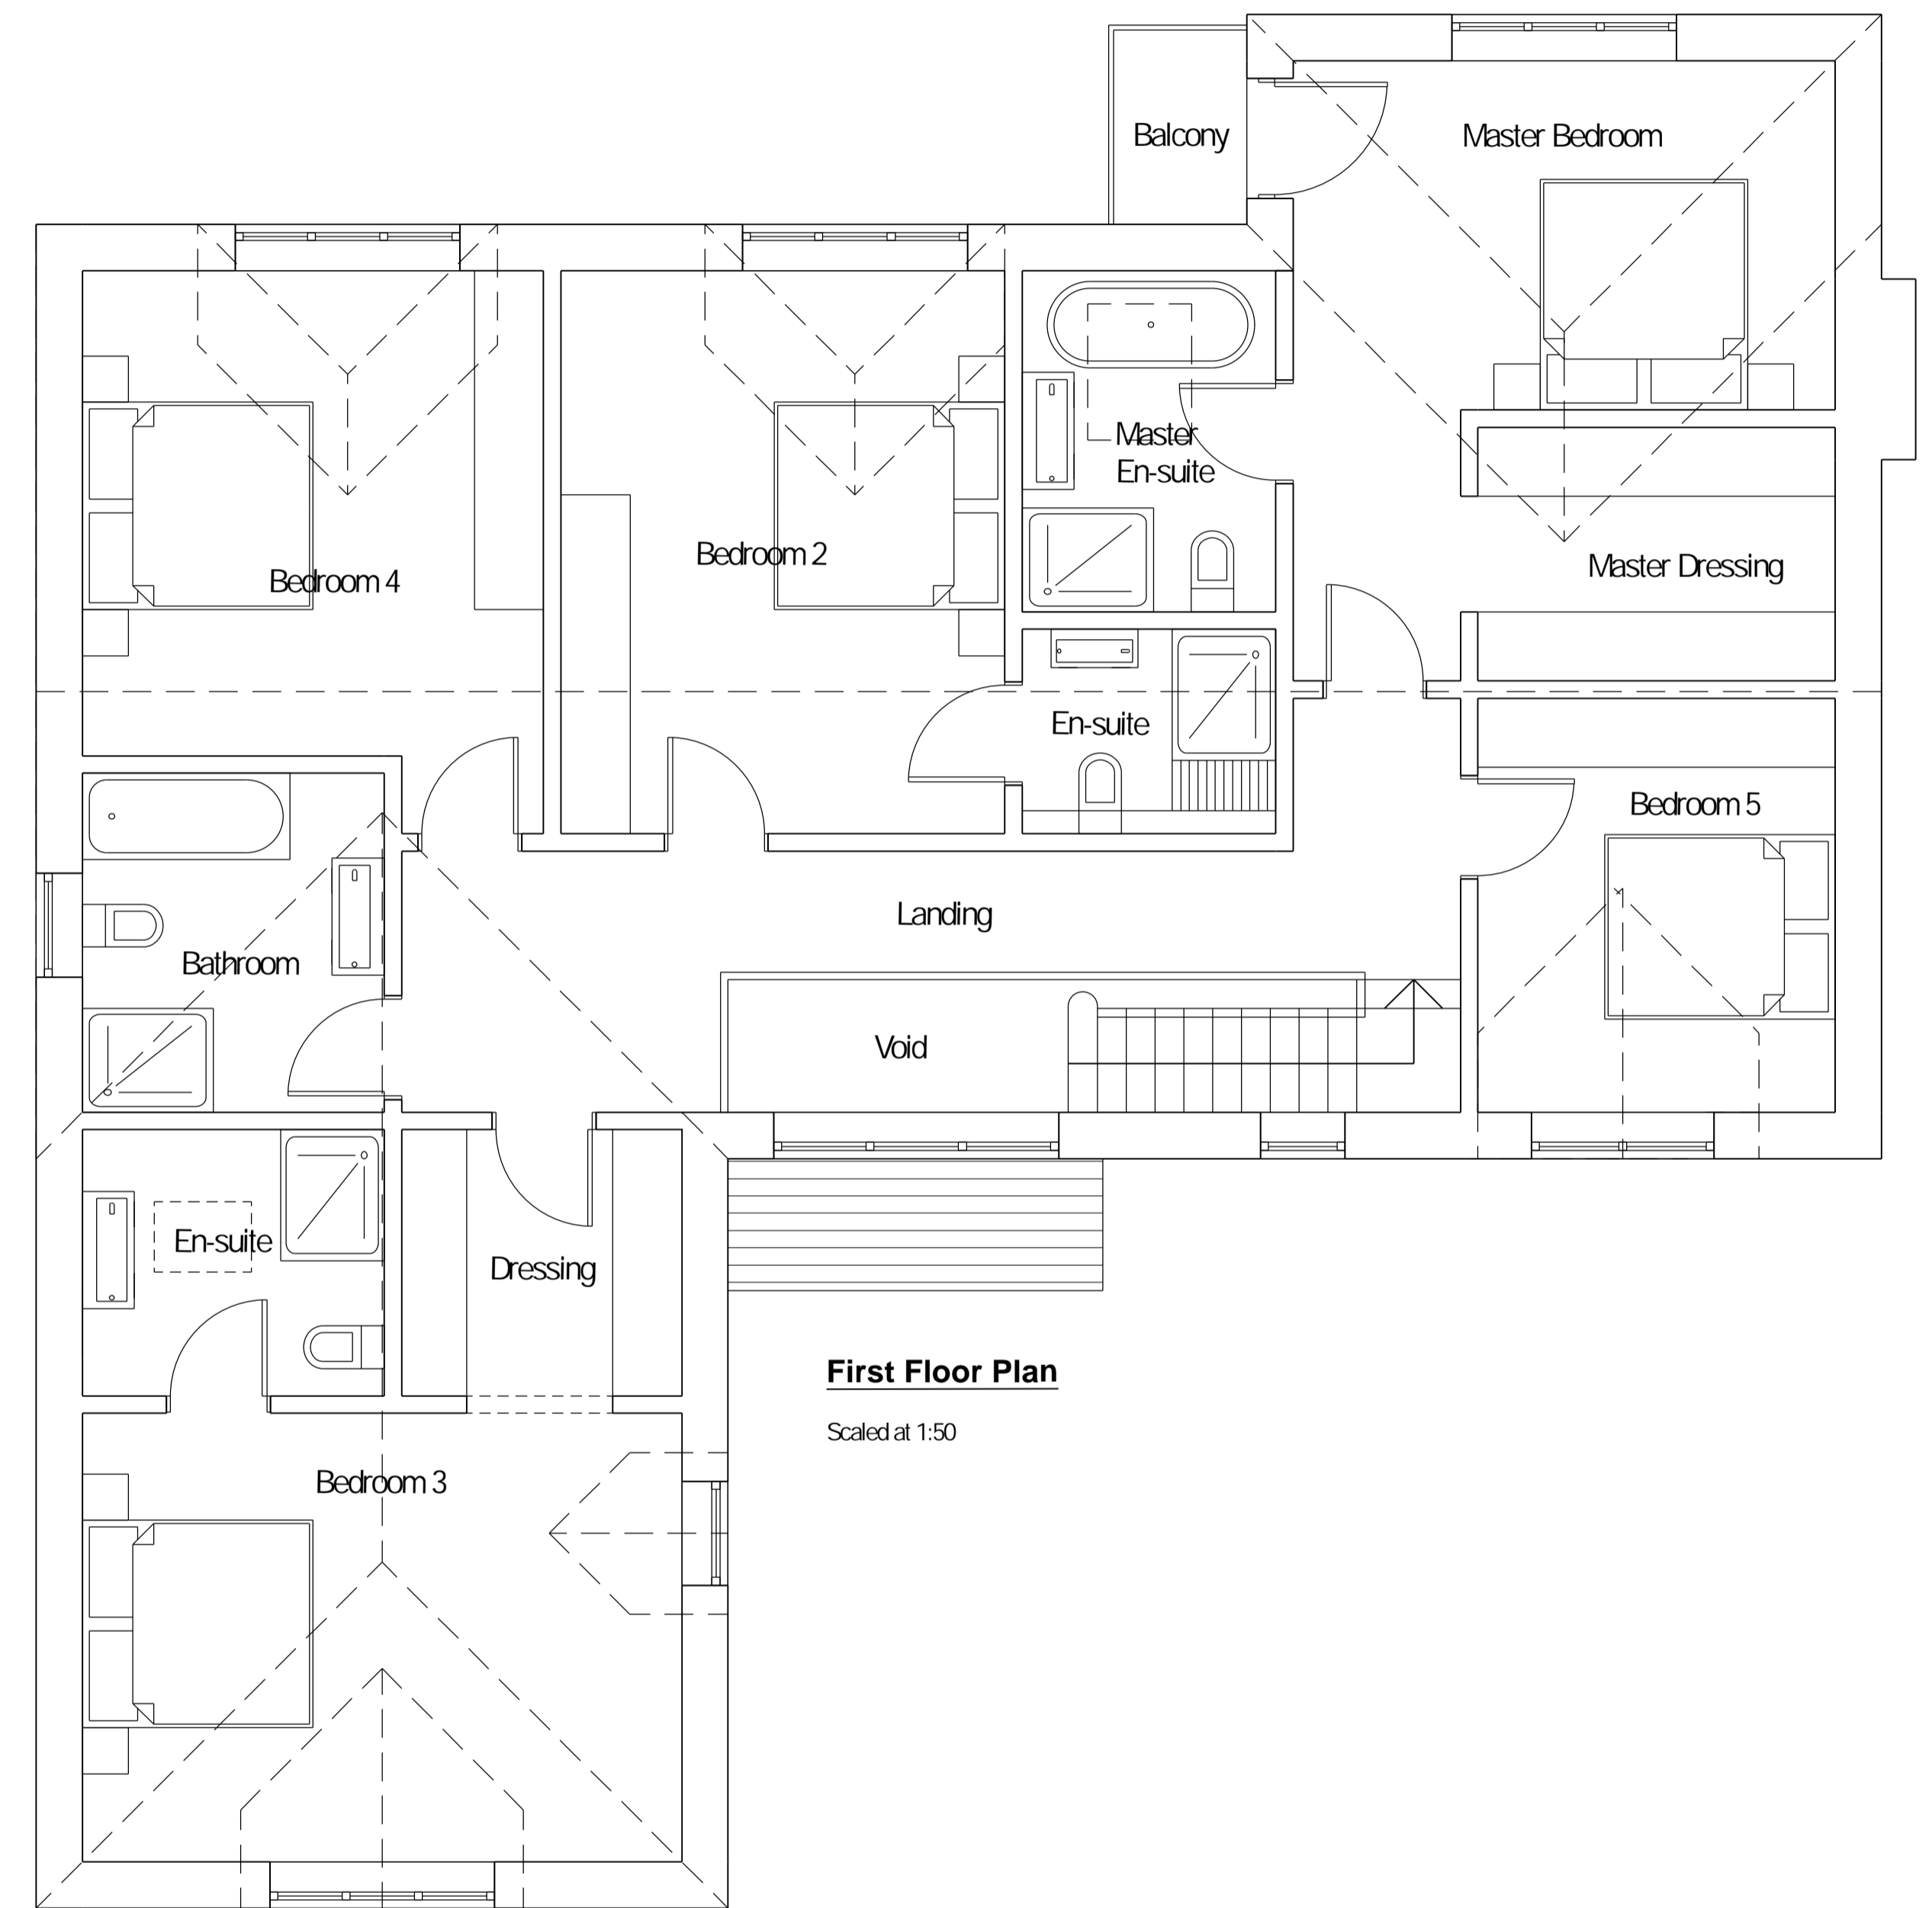 Balcony
Master Bedroom
Master
En-suite
Bedroom 2
Bedroom 4
Master Dressing
En-suite
Bedroom 5
Landing
Bathroom
Void
En-suite
Dressing
First Floor Plan
Scaled at 1:50
Bedroom 3